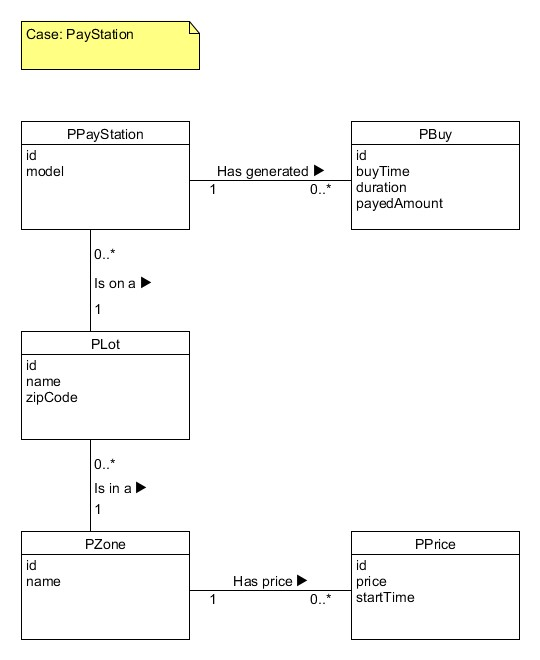 Case: PayStation
PPayStation
id
model
Has generated ▶
1
0..*
PBuy
id
buyTime
duration
payedAmount
0..*
Is on a ▶
1
PLot
id
name
zipCode
0..*
Is in a ▶
1
PZone
id
name
Has price ▶
1
0..*
PPrice
id
price
startTime